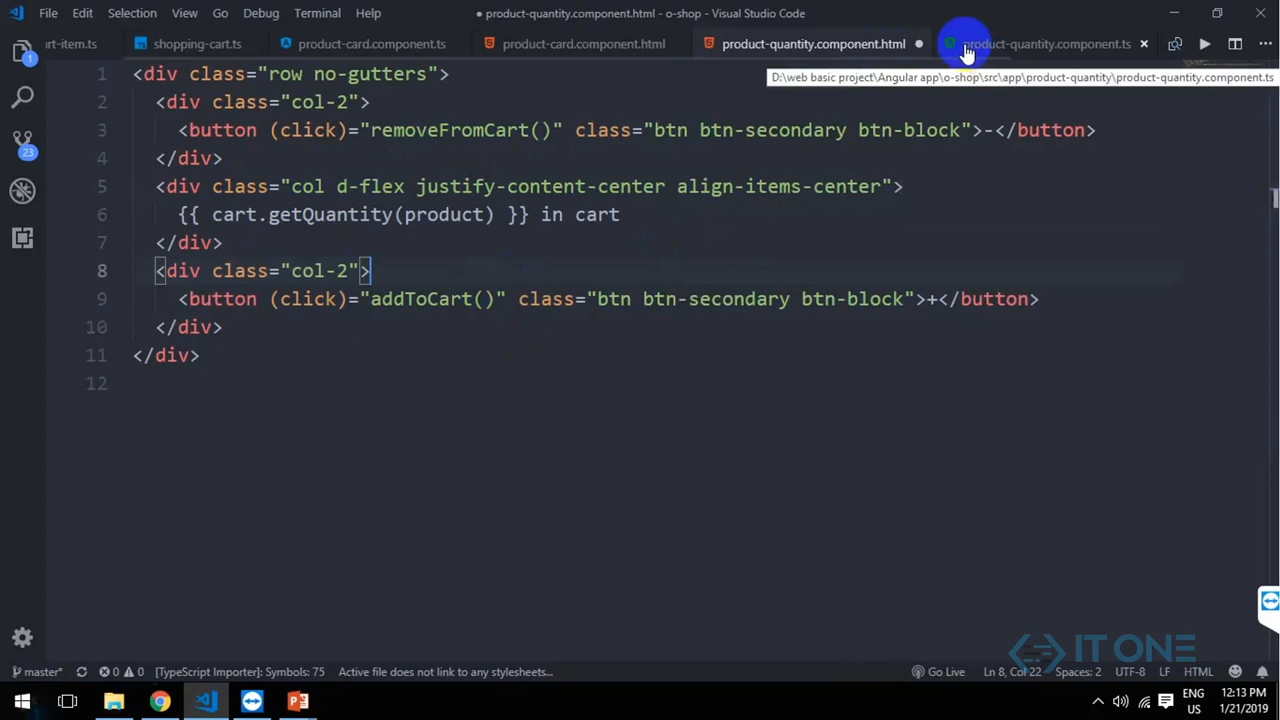 File Edit Selection View Go Debug Terminal Help
● product-quantity.component.html - o-shop - Visual Studio Code
rt-item.ts shopping-cart.ts product-card.component.ts product-card.component.html product-quantity.component.html product-quantity.component.ts
D:\web basic project\Angular app\o-shop\src\app\product-quantity\product-quantity.component.ts
1
23
1 <div class="row no-gutters">
2 <div class="col-2">
3 <button (click)="removeFromCart()" class="btn btn-secondary btn-block">-</button>
4 </div>
5 <div class="col d-flex justify-content-center align-items-center">
6 {{ cart.getQuantity(product) }} in cart
7 </div>
8 <div class="col-2">
9 <button (click)="addToCart()" class="btn btn-secondary btn-block">+</button>
10 </div>
11 </div>
12
IT ONE
master* 0 0 [TypeScript Importer]: Symbols: 75 Active file does not link to any stylesheets... Go Live Ln 8, Col 22 Spaces: 2 UTF-8 LF HTML
ENG
US
12:13 PM
1/21/2019